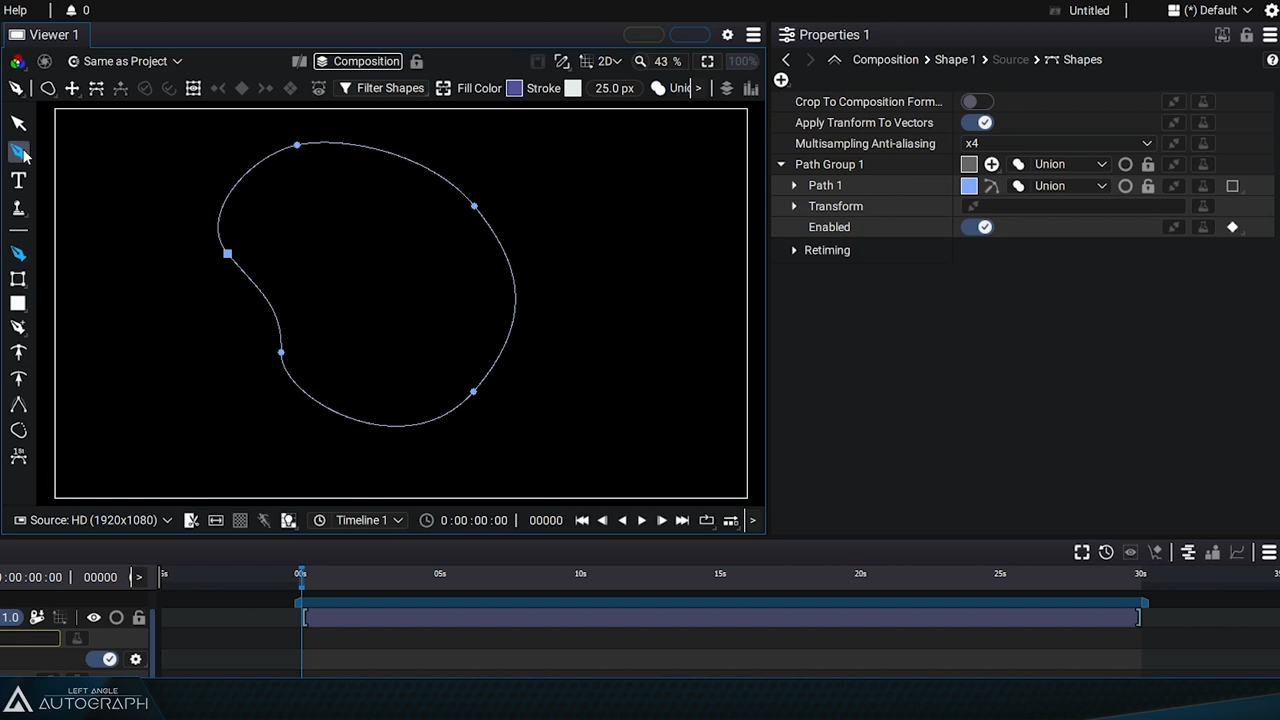 Help 0 Untitled (*) Default
Viewer 1 Properties 1
Same as Project Composition 2D 43 % 100% Composition > Shape 1 > Source > Shapes
Filter Shapes Fill Color Stroke 25.0 px >
Crop To Composition Form...
Apply Tranform To Vectors
Multisampling Anti-aliasing x4
Path Group 1 Union
Path 1 Union
Transform
Enabled
Retiming
T
1st
Source: HD (1920x1080) Timeline 1 0:00:00:00 00000 >
:00:00:00 00000 > 00s 05s 10s 15s 20s 25s 30s
1.0
LEFT ANGLE
AUTOGRAPH